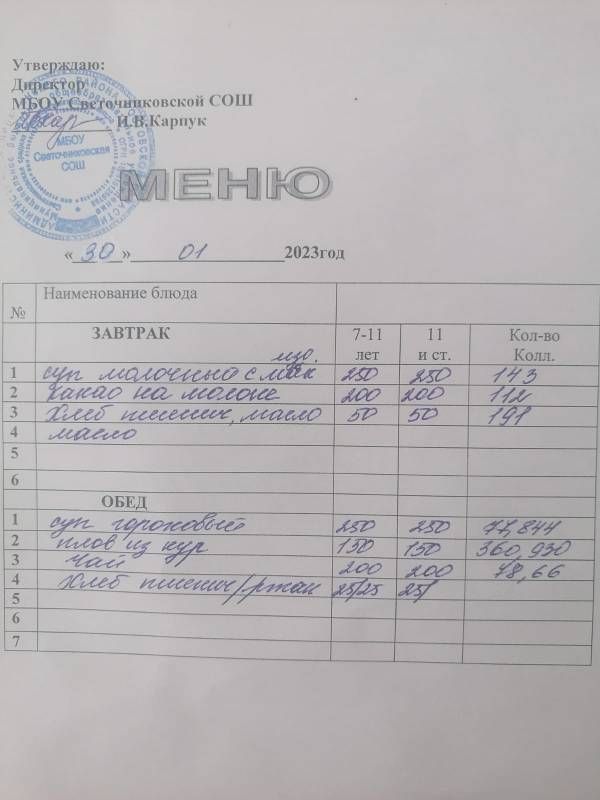 Утверждаю:
Директор
МБОУ Светочниковской СОШ
И.В.Карпук
МБОУ
Светочниковская
СОШ
МЕНЮ
«30» 01 2023год
№ Наименование блюда
ЗАВТРАК 7-11 лет 11 и ст. Кол-во Колл.
1 суп молочный с мак изд. 250 250 143
2 какао на молоке 200 200 112
3 хлеб пшенич, масло 50 50 191
4 масло
5
6
ОБЕД
1 суп гороховый 250 250 77,844
2 плов из кур 150 150 360,930
3 чай 200 200 78,66
4 хлеб пшенич/ржан 25/25 25/
5
6
7